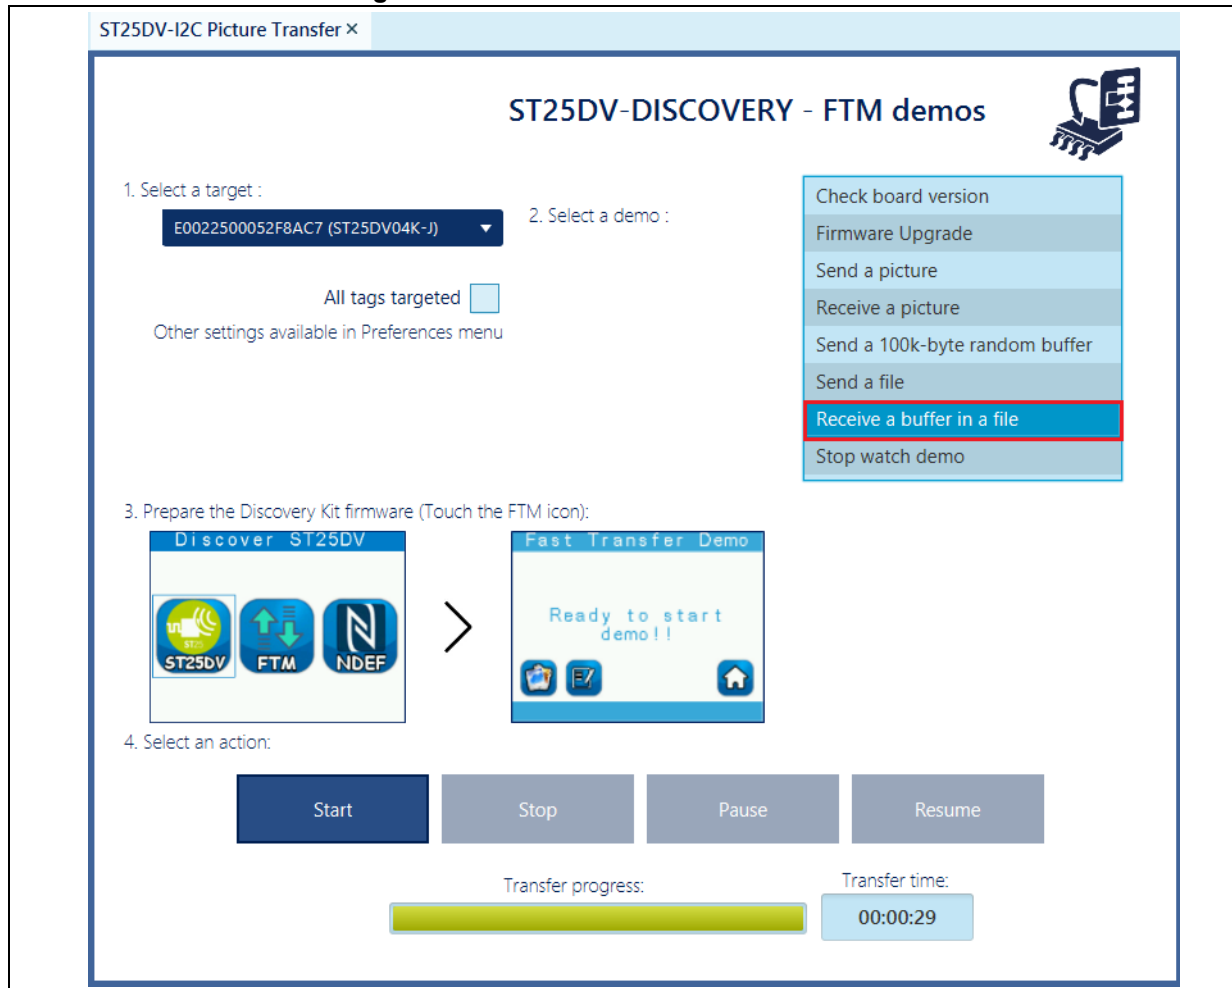 ST25DV-I2C Picture Transfer ×
ST25DV-DISCOVERY - FTM demos
1. Select a target :
E0022500052F8AC7 (ST25DV04K-J)
All tags targeted
Other settings available in Preferences menu
2. Select a demo :
Check board version
Firmware Upgrade
Send a picture
Receive a picture
Send a 100k-byte random buffer
Send a file
Receive a buffer in a file
Stop watch demo
3. Prepare the Discovery Kit firmware (Touch the FTM icon):
Discover ST25DV
ST25
ST25DV
FTM
NDEF
Fast Transfer Demo
Ready to start
demo!!
4. Select an action:
Start
Stop
Pause
Resume
Transfer progress:
Transfer time:
00:00:29